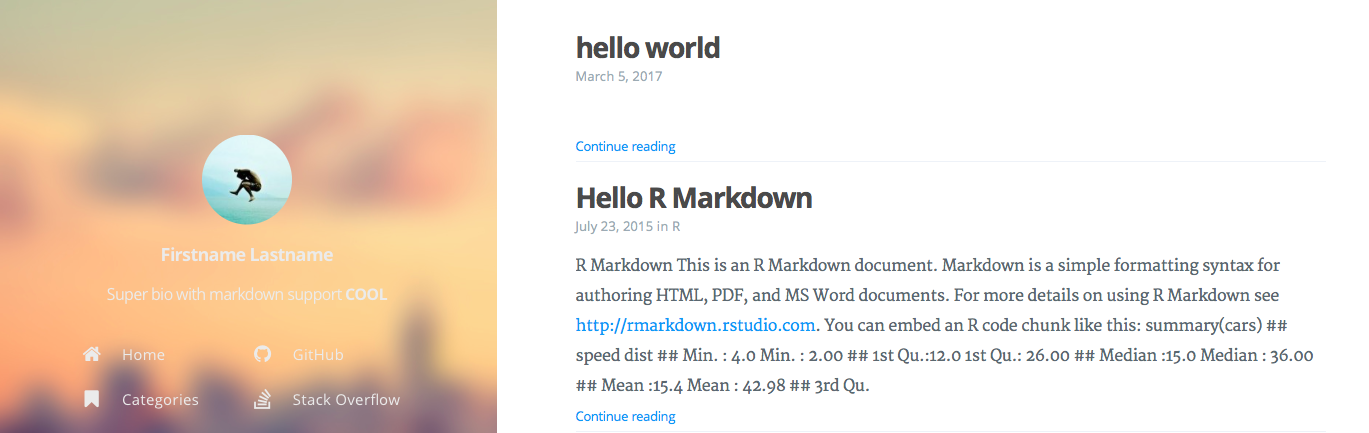 Firstname Lastname
Super bio with markdown support COOL
Home
GitHub
Categories
Stack Overflow
hello world
March 5, 2017
Continue reading
Hello R Markdown
July 23, 2015 in R
R Markdown This is an R Markdown document. Markdown is a simple formatting syntax for
authoring HTML, PDF, and MS Word documents. For more details on using R Markdown see
http://rmarkdown.rstudio.com. You can embed an R code chunk like this: summary(cars) ##
speed dist ## Min. : 4.0 Min. : 2.00 ## 1st Qu.:12.0 1st Qu.: 26.00 ## Median :15.0 Median : 36.00
## Mean :15.4 Mean : 42.98 ## 3rd Qu.
Continue reading